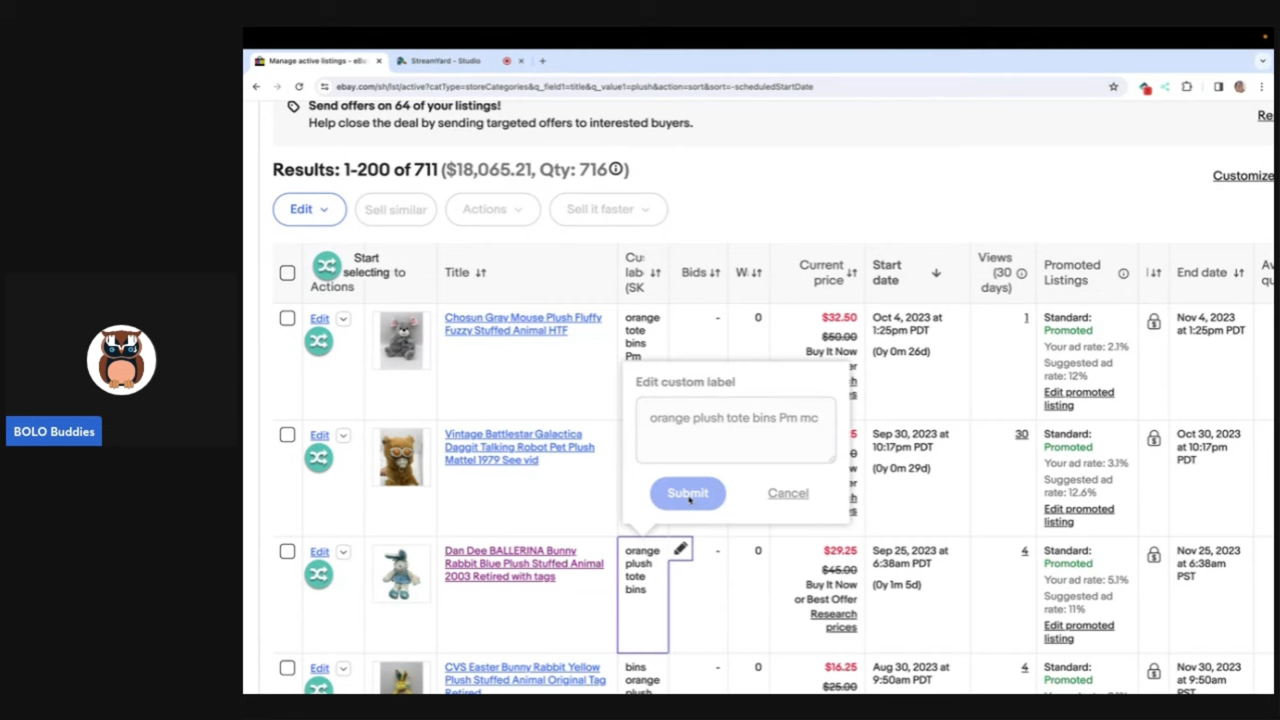 Manage active listings - eBa
StreamYard - Studio
ebay.com/sh/lst/active?catType=storeCategories&q_field1=title&q_value1=plush&action=sort&sort=-scheduledStartDate
Send offers on 64 of your listings!
Help close the deal by sending targeted offers to interested buyers.
Re
Results: 1-200 of 711 ($18,065.21, Qty: 716)
Customize
Edit
Sell similar
Actions
Sell it faster
Start
selecting to
Actions
Title
Cu
lab
(SK
Bids
W
Current
price
Start
date
Views
(30
days)
Promoted
Listings
End date
Av
qu
Edit
Chosun Gray Mouse Plush Fluffy
Fuzzy Stuffed Animal HTF
orange
tote
bins
Pm
-
0
$32.50
$50.00
Buy It Now
Oct 4, 2023 at
1:25pm PDT
(0y 0m 26d)
1
Standard:
Promoted
Your ad rate: 2.1%
Suggested ad
rate: 12%
Edit promoted
listing
Nov 4, 2023
at 1:25pm PDT
Edit custom label
orange plush tote bins Pm mc
Submit
Cancel
BOLO Buddies
Edit
Vintage Battlestar Galactica
Daggit Talking Robot Pet Plush
Mattel 1979 See vid
Sep 30, 2023 at
10:17pm PDT
(0y 0m 29d)
30
Standard:
Promoted
Your ad rate: 3.1%
Suggested ad
rate: 12.6%
Edit promoted
listing
Oct 30, 2023
at 10:17pm
PDT
Edit
Dan Dee BALLERINA Bunny
Rabbit Blue Plush Stuffed Animal
2003 Retired with tags
orange
plush
tote
bins
-
0
$29.25
$45.00
Buy It Now
or Best Offer
Research
prices
Sep 25, 2023 at
6:38am PDT
(0y 1m 5d)
4
Standard:
Promoted
Your ad rate: 5.1%
Suggested ad
rate: 11%
Edit promoted
listing
Nov 25, 2023
at 6:38am
PST
Edit
CVS Easter Bunny Rabbit Yellow
Plush Stuffed Animal Original Tag
Retired
bins
orange
plush
-
0
$16.25
$25.00
Aug 30, 2023 at
9:50am PDT
4
Standard:
Promoted
Nov 30, 2023
at 9:50am
PST